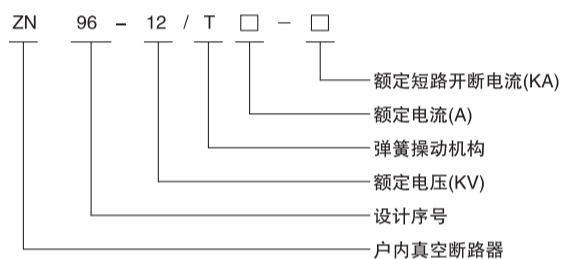 ZN 96 - 12 / T □ - □
额定短路开断电流(KA)
额定电流(A)
弹簧操动机构
额定电压(KV)
设计序号
户内真空断路器